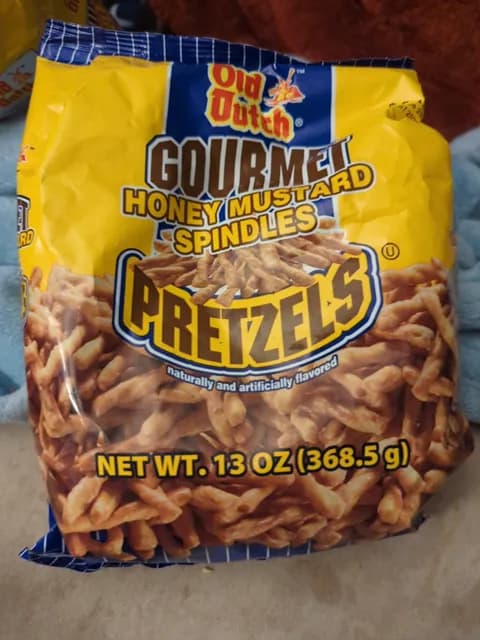 Old
Dutch®
GOURMET
HONEY MUSTARD
SPINDLES
PRETZELS
naturally and artificially flavored
NET WT. 13 OZ (368.5 g)